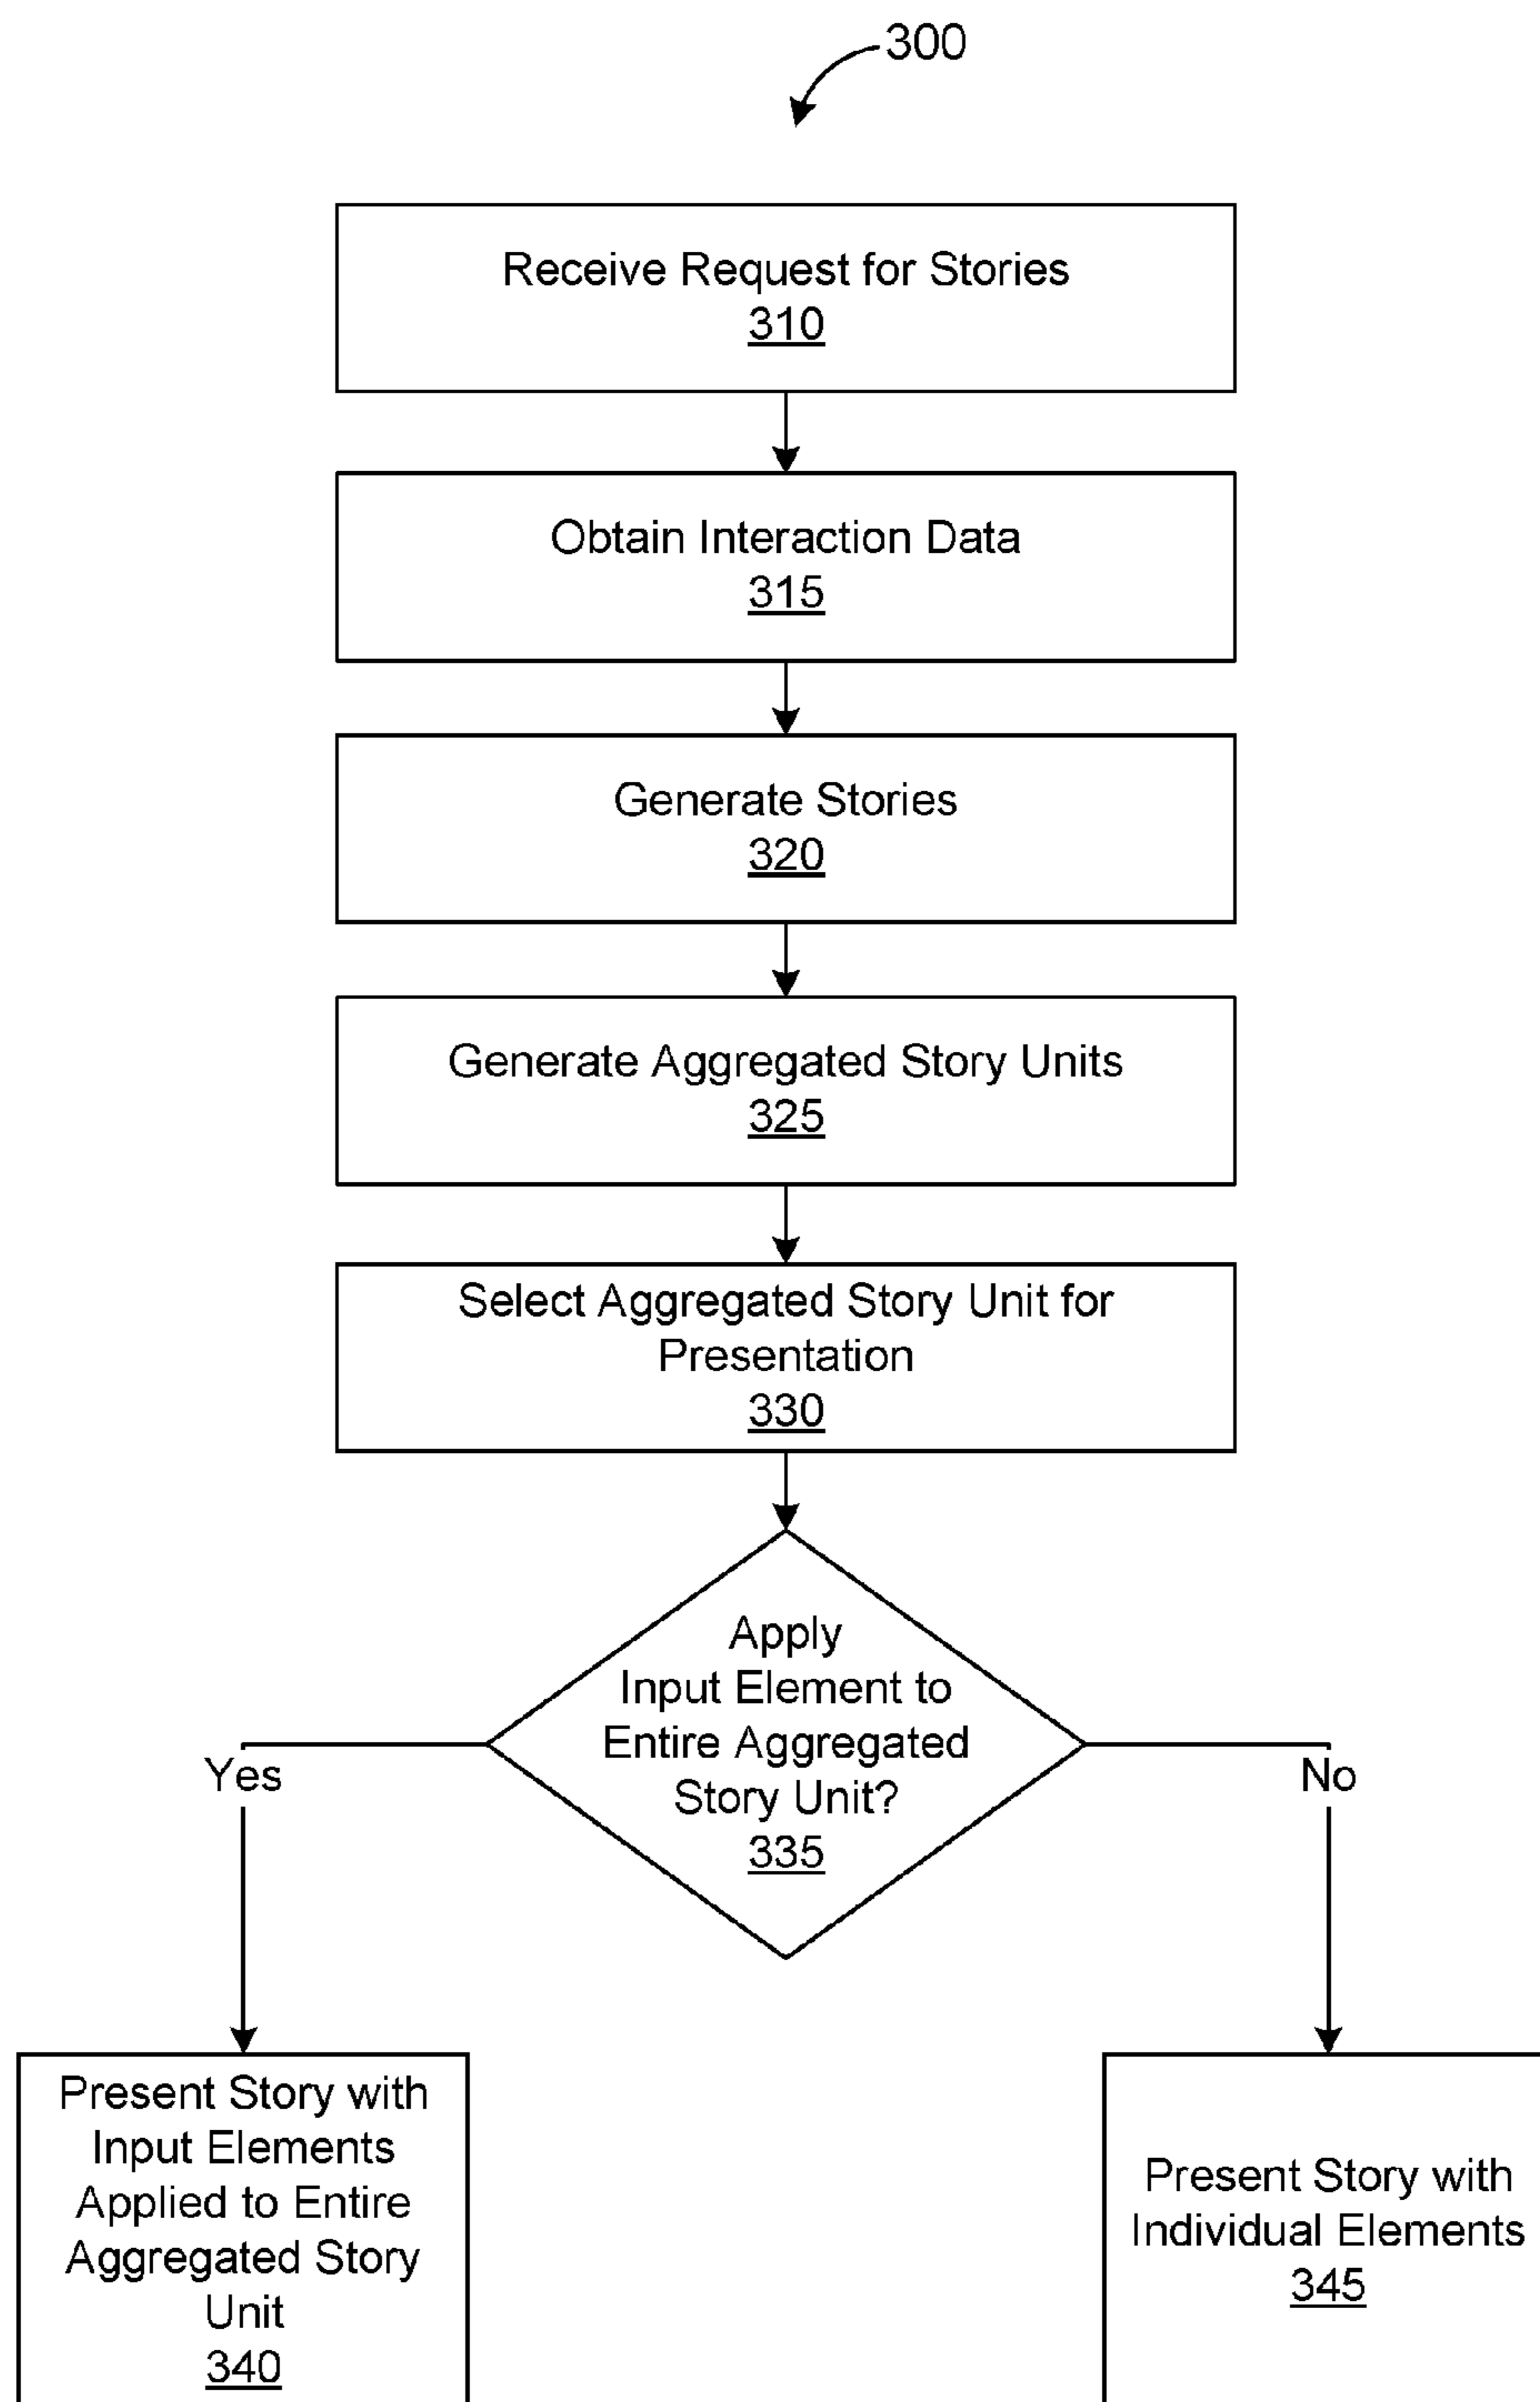 300
Receive Request for Stories
310
Obtain Interaction Data
315
Generate Stories
320
Generate Aggregated Story Units
325
Select Aggregated Story Unit for
Presentation
330
Apply
Input Element to
Entire Aggregated
Story Unit?
335
Yes
No
Present Story with
Input Elements
Applied to Entire
Aggregated Story
Unit
340
Present Story with
Individual Elements
345